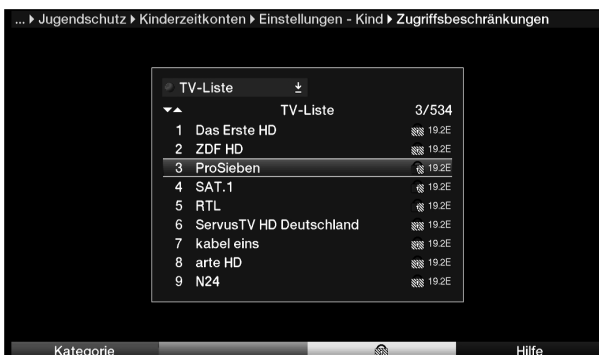 ... ▸ Jugendschutz ▸ Kinderzeitkonten ▸ Einstellungen - Kind ▸ Zugriffsbeschränkungen
TV-Liste
TV-Liste 3/534
1 Das Erste HD 19.2E
2 ZDF HD 19.2E
3 ProSieben 19.2E
4 SAT.1 19.2E
5 RTL 19.2E
6 ServusTV HD Deutschland 19.2E
7 kabel eins 19.2E
8 arte HD 19.2E
9 N24 19.2E
Kategorie Hilfe